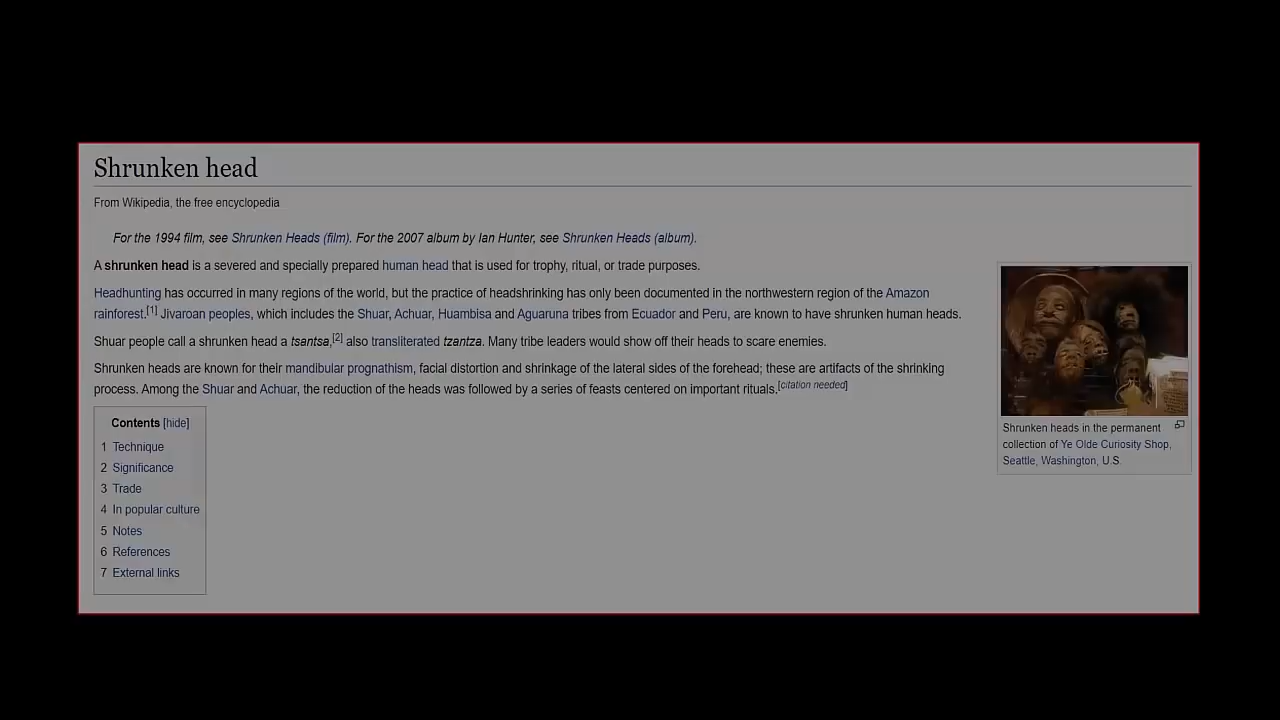 Shrunken head
From Wikipedia, the free encyclopedia
For the 1994 film, see Shrunken Heads (film). For the 2007 album by Ian Hunter, see Shrunken Heads (album).
A shrunken head is a severed and specially prepared human head that is used for trophy, ritual, or trade purposes.
Headhunting has occurred in many regions of the world, but the practice of headshrinking has only been documented in the northwestern region of the Amazon
rainforest.[1] Jivaroan peoples, which includes the Shuar, Achuar, Huambisa and Aguaruna tribes from Ecuador and Peru, are known to have shrunken human heads.
Shuar people call a shrunken head a tsantsa,[2] also transliterated tzantza. Many tribe leaders would show off their heads to scare enemies.
Shrunken heads are known for their mandibular prognathism, facial distortion and shrinkage of the lateral sides of the forehead; these are artifacts of the shrinking
process. Among the Shuar and Achuar, the reduction of the heads was followed by a series of feasts centered on important rituals.[citation needed]
Shrunken heads in the permanent
collection of Ye Olde Curiosity Shop,
Seattle, Washington, U.S.
Contents [hide]
1 Technique
2 Significance
3 Trade
4 In popular culture
5 Notes
6 References
7 External links